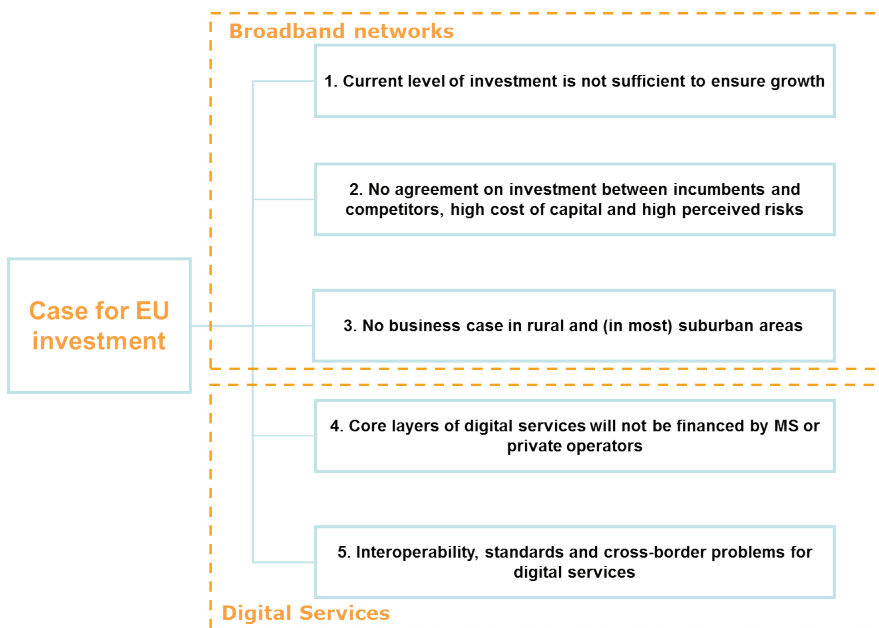 Broadband networks
1. Current level of investment is not sufficient to ensure growth
2. No agreement on investment between incumbents and
competitors, high cost of capital and high perceived risks
Case for EU
investment
3. No business case in rural and (in most) suburban areas
4. Core layers of digital services will not be financed by MS or
private operators
5. Interoperability, standards and cross-border problems for
digital services
Digital Services